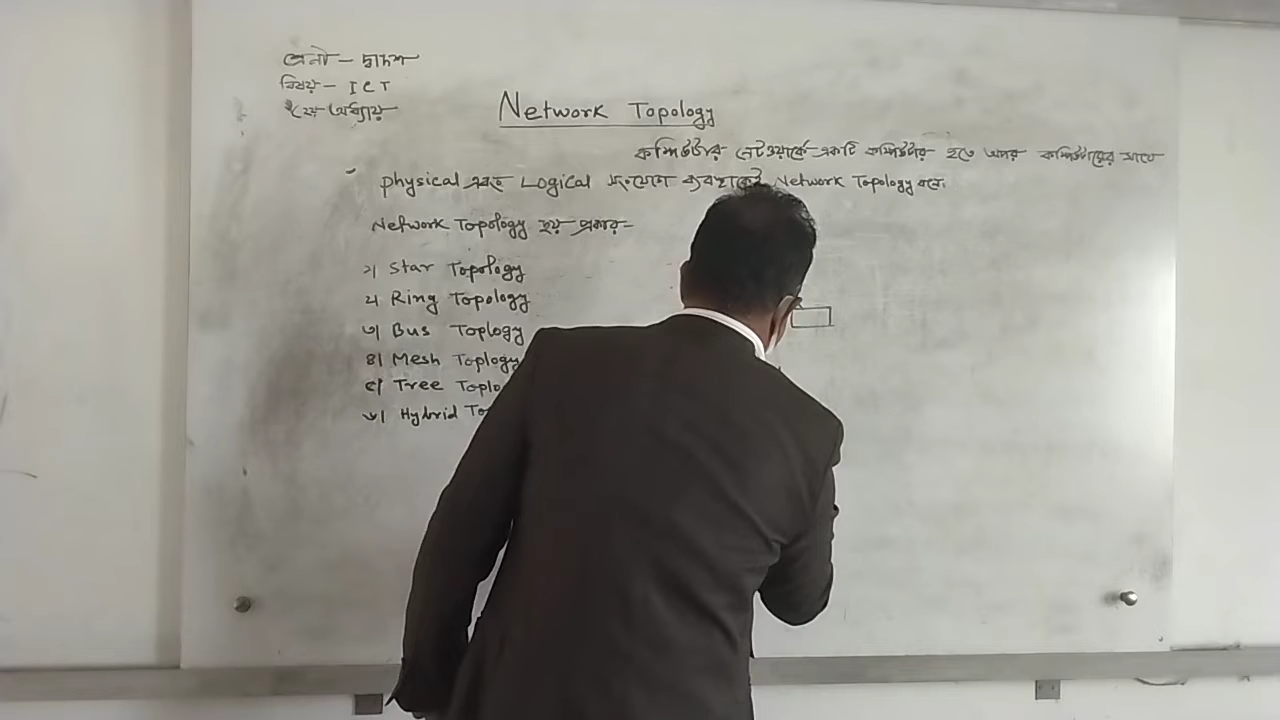 শ্রেনী - দ্বাদশ
বিষয় - ICT
২য় অধ্যায়
Network Topology
কম্পিউটার নেটওয়ার্কে একটি কম্পিউটার হতে অপর কম্পিউটারের সাথে
physical এবং Logical সংযোগ ব্যবস্থাকেই Network Topology বলে।
Network Topology ছয় প্রকার-
১। Star Topology
২। Ring Topology
৩। Bus Toplogy
৪। Mesh Toplogy
৫। Tree
৬। Hybrid